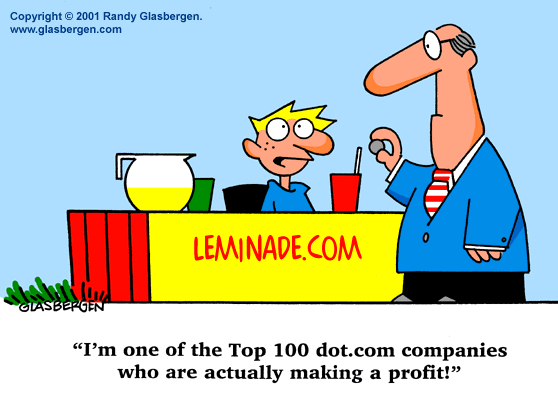 Copyright © 2001 Randy Glasbergen.
www.glasbergen.com
LEMINADE.COM
GLASBERGEN
“I’m one of the Top 100 dot.com companies
who are actually making a profit!”